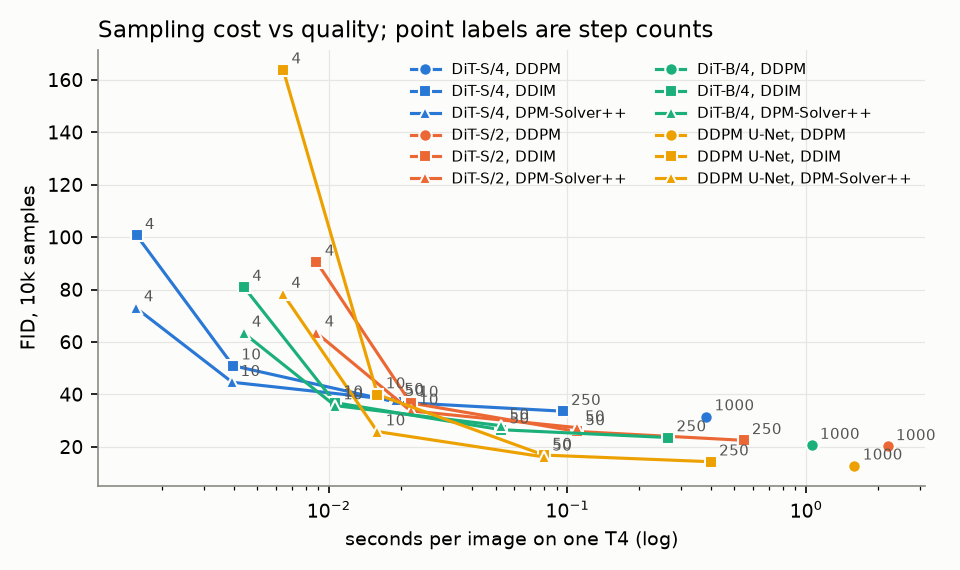 Sampling cost vs quality; point labels are step counts
FID, 10k samples
160
140
120
100
80
60
40
20
DiT-S/4, DDPM
DiT-S/4, DDIM
DiT-S/4, DPM-Solver++
DiT-S/2, DDPM
DiT-S/2, DDIM
DiT-S/2, DPM-Solver++
DiT-B/4, DDPM
DiT-B/4, DDIM
DiT-B/4, DPM-Solver++
DDPM U-Net, DDPM
DDPM U-Net, DDIM
DDPM U-Net, DPM-Solver++
4
4
4
4
4
4
4
4
10
10
10
10
10
50
50
10
10
10
250
50
50
50
50
50
50
250
250
250
1000
1000
1000
1000
10⁻²
10⁻¹
10⁰
seconds per image on one T4 (log)